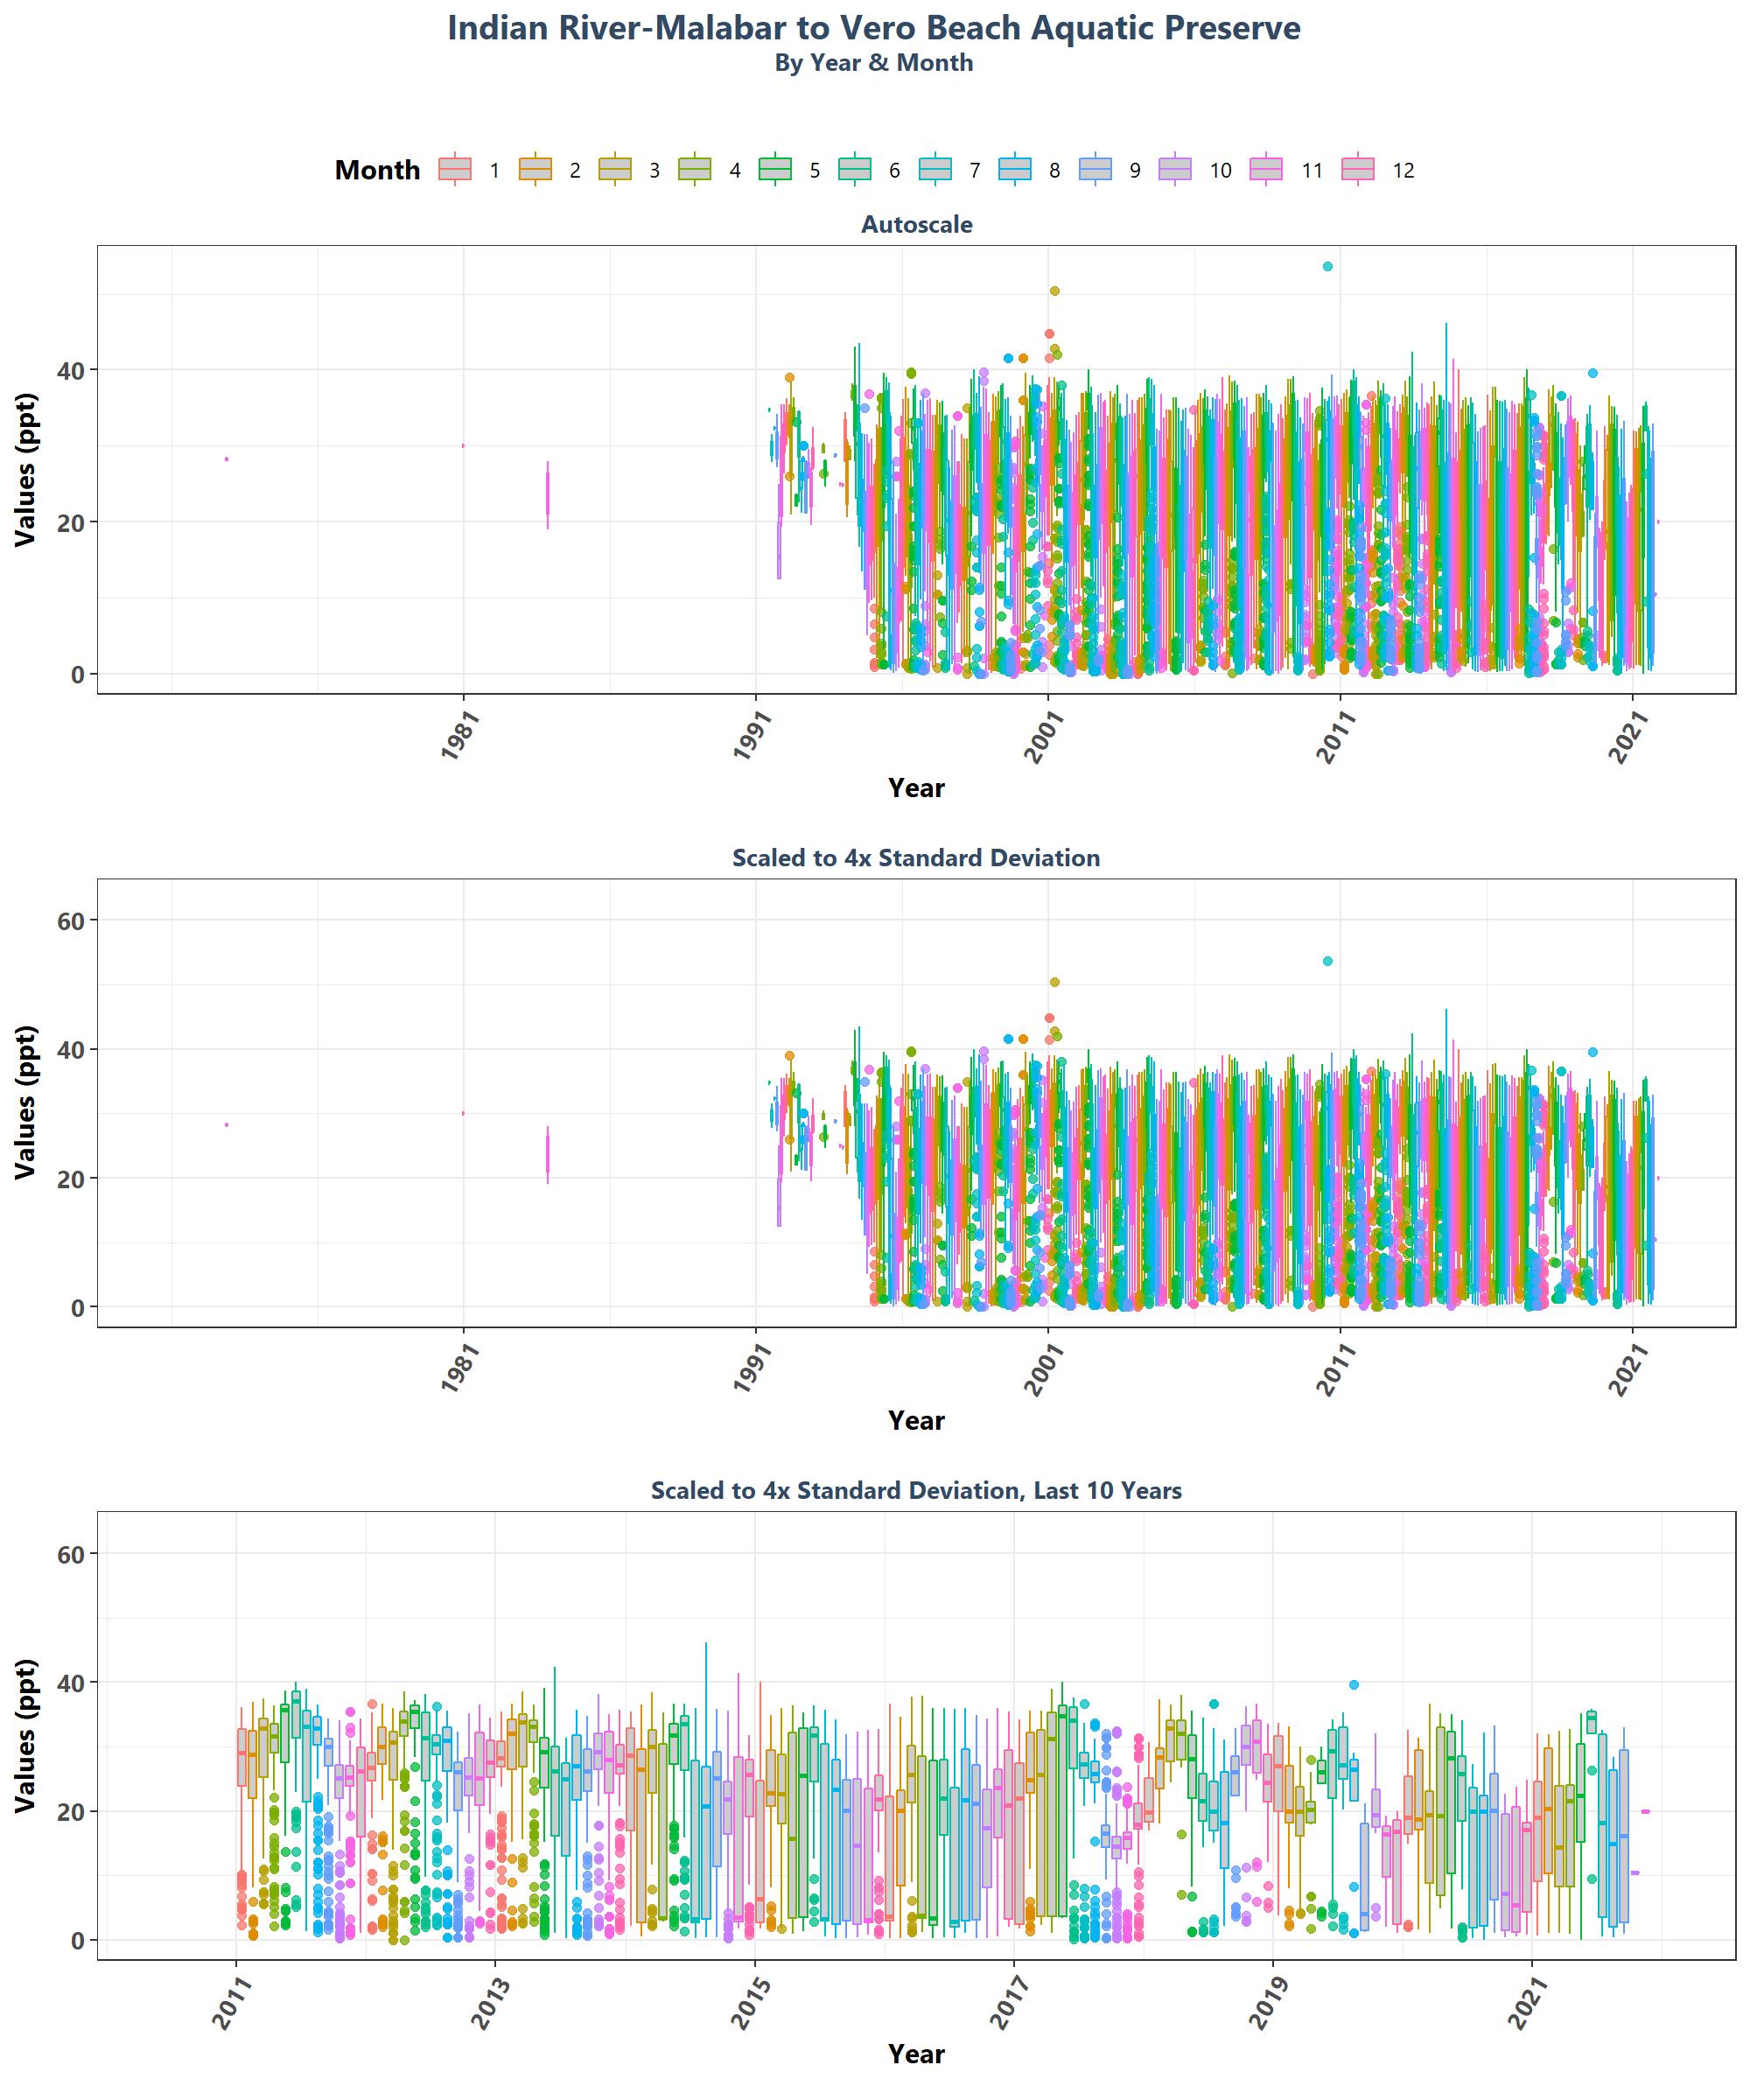 Indian River-Malabar to Vero Beach Aquatic Preserve
By Year & Month
Month 1 2 3 4 5 6 7 8 9 10 11 12
Autoscale
Values (ppt)
40
20
0
1981 1991 2001 2011 2021
Year
Scaled to 4x Standard Deviation
Values (ppt)
60
40
20
0
1981 1991 2001 2011 2021
Year
Scaled to 4x Standard Deviation, Last 10 Years
Values (ppt)
60
40
20
0
2011 2013 2015 2017 2019 2021
Year